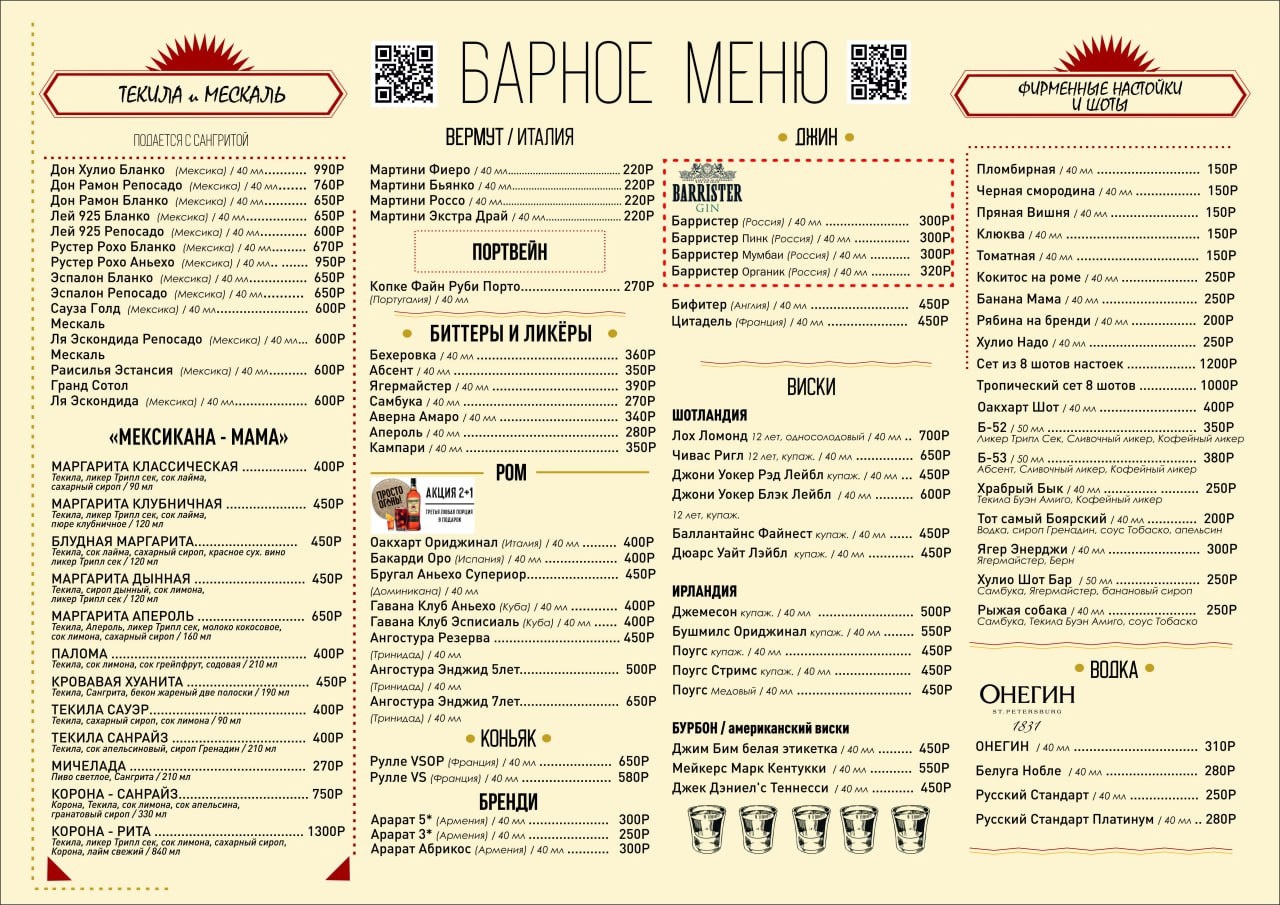 БАРНОЕ МЕНЮ
ТЕКИЛА и МЕСКАЛЬ
ПОДАЕТСЯ С САНГРИТОЙ
Дон Хулио Бланко (Мексика) / 40 мл.......... 990Р
Дон Рамон Репосадо (Мексика) / 40 мл.......... 760Р
Дон Рамон Бланко (Мексика) / 40 мл.......... 650Р
Лей 925 Бланко (Мексика) / 40 мл.......... 650Р
Лей 925 Репосадо (Мексика) / 40 мл.......... 600Р
Рустер Рохо Бланко (Мексика) / 40 мл.......... 670Р
Рустер Рохо Аньехо (Мексика) / 40 мл.. ....... 950Р
Эспалон Бланко (Мексика) / 40 мл.......... 650Р
Эспалон Репосадо (Мексика) / 40 мл......... 650Р
Сауза Голд (Мексика) / 40 мл .......... 600Р
Мескаль
Ля Эскондида Репосадо (Мексика) / 40 мл... 600Р
Мескаль
Раисилья Эстансия (Мексика) / 40 мл.......... 600Р
Гранд Сотол
Ля Эскондида (Мексика) / 40 мл.......... 600Р
«МЕКСИКАНА - МАМА»
МАРГАРИТА КЛАССИЧЕСКАЯ ................ 400Р
Текила, ликер Трипл сек, сок лайма,
сахарный сироп / 90 мл
МАРГАРИТА КЛУБНИЧНАЯ .................... 450Р
Текила, ликер Трипл сек, сок лайма,
пюре клубничное / 120 мл
БЛУДНАЯ МАРГАРИТА......................... 450Р
Текила, сок лайма, сахарный сироп, красное сух. вино
ликер Трипл сек / 120 мл
МАРГАРИТА ДЫННАЯ ......................... 450Р
Текила, сироп дынный, сок лимона,
ликер Трипл сек / 120 мл
МАРГАРИТА АПЕРОЛЬ ......................... 650Р
Текила, Апероль, ликер Трипл сек, молоко кокосовое,
сок лимона, сахарный сироп / 160 мл
ПАЛОМА ......................................... 400Р
Текила, сок лимона, сок грейпфрут, содовая / 210 мл
КРОВАВАЯ ХУАНИТА ......................... 450Р
Текила, Сангрита, бекон жареный две полоски / 190 мл
ТЕКИЛА САУЭР.................................. 400Р
Текила, сахарный сироп, сок лимона / 90 мл
ТЕКИЛА САНРАЙЗ .............................. 400Р
Текила, сок апельсиновый, сироп Гренадин / 210 мл
МИЧЕЛАДА ...................................... 270Р
Пиво светлое, Сангрита / 210 мл
КОРОНА - САНРАЙЗ........................... 750Р
Корона, Текила, сок лимона, сок апельсина,
гранатовый сироп / 330 мл
КОРОНА - РИТА ................................ 1300Р
Текила, ликер Трипл сек, сок лимона, сахарный сироп,
Корона, лайм свежий / 840 мл
ВЕРМУТ / ИТАЛИЯ
Мартини Фиеро / 40 мл............................... 220Р
Мартини Бьянко / 40 мл.............................. 220Р
Мартини Россо / 40 мл ............................... 220Р
Мартини Экстра Драй / 40 мл....................... 220Р
ПОРТВЕЙН
Копке Файн Руби Порто...................... 270Р
(Португалия) / 40 мл
БИТТЕРЫ И ЛИКЁРЫ
Бехеровка / 40 мл ............................... 360Р
Абсент / 40 мл ................................... 350Р
Ягермайстер / 40 мл ............................ 390Р
Самбука / 40 мл ................................. 270Р
Аверна Амаро / 40 мл .......................... 340Р
Апероль / 40 мл ................................. 280Р
Кампари / 40 мл ................................. 350Р
РОМ
ПРОСТО ОГОНЬ!
АКЦИЯ 2+1
ТРЕТЬЯ ЛЮБАЯ ПОРЦИЯ
В ПОДАРОК
Оакхарт Ориджинал (Италия) / 40 мл ....... 400Р
Бакарди Оро (Испания) / 40 мл ............... 400Р
Бругал Аньехо Супериор...................... 450Р
(Доминикана) / 40 мл
Гавана Клуб Аньехо (Куба) / 40 мл .......... 400Р
Гавана Клуб Эсписиаль (Куба) / 40 мл ...... 400Р
Ангостура Резерва ............................ 450Р
(Тринидад) / 40 мл
Ангостура Энджид 5лет....................... 500Р
(Тринидад) / 40 мл
Ангостура Энджид 7лет....................... 650Р
(Тринидад) / 40 мл
КОНЬЯК
Рулле VSOP (Франция) / 40 мл .............. 650Р
Рулле VS (Франция) / 40 мл ................. 580Р
БРЕНДИ
Арарат 5* (Армения) / 40 мл ................ 300Р
Арарат 3* (Армения) / 40 мл ................ 250Р
Арарат Абрикос (Армения) / 40 мл .......... 300Р
ДЖИН
BARRISTER
GIN
Барристер (Россия) / 40 мл ................... 300Р
Барристер Пинк (Россия) / 40 мл ............ 300Р
Барристер Мумбаи (Россия) / 40 мл ......... 300Р
Барристер Органик (Россия) / 40 мл ......... 320Р
Бифитер (Англия) / 40 мл ..................... 450Р
Цитадель (Франция) / 40 мл .................. 450Р
ВИСКИ
ШОТЛАНДИЯ
Лох Ломонд 12 лет, односолодовый / 40 мл .. 700Р
Чивас Ригл 12 лет, купаж. / 40 мл ............. 650Р
Джони Уокер Рэд Лейбл купаж. / 40 мл ...... 450Р
Джони Уокер Блэк Лейбл / 40 мл ............ 600Р
12 лет, купаж.
Баллантайнс Файнест купаж. / 40 мл ........ 450Р
Дюарс Уайт Лэйбл купаж. / 40 мл ........... 450Р
ИРЛАНДИЯ
Джемесон купаж. / 40 мл ..................... 500Р
Бушмилс Ориджинал купаж. / 40 мл ......... 550Р
Поугс купаж. / 40 мл .......................... 450Р
Поугс Стримс купаж. / 40 мл ................. 450Р
Поугс Медовый / 40 мл ....................... 450Р
БУРБОН / американский виски
Джим Бим белая этикетка / 40 мл ......... 450Р
Мейкерс Марк Кентукки / 40 мл ........... 550Р
Джек Дэниел'с Теннесси / 40 мл ........... 450Р
ФИРМЕННЫЕ НАСТОЙКИ
И ШОТЫ
Пломбирная / 40 мл ........................... 150Р
Черная смородина / 40 мл ................... 150Р
Пряная Вишня / 40 мл ........................ 150Р
Клюква / 40 мл ................................ 150Р
Томатная / 40 мл .............................. 150Р
Кокитос на роме / 40 мл ..................... 250Р
Банана Мама / 40 мл ......................... 250Р
Рябина на бренди / 40 мл .................... 200Р
Хулио Надо / 40 мл ........................... 250Р
Сет из 8 шотов настоек ................... 1200Р
Тропический сет 8 шотов ................. 1000Р
Оакхарт Шот / 40 мл .......................... 400Р
Б-52 / 50 мл .................................... 350Р
Ликер Трипл Сек, Сливочный ликер, Кофейный ликер
Б-53 / 50 мл .................................... 380Р
Абсент, Сливочный ликер, Кофейный ликер
Храбрый Бык / 40 мл ......................... 250Р
Текила Буэн Амиго, Кофейный ликер
Тот самый Боярский / 40 мл ................. 200Р
Водка, сироп Гренадин, соус Тобаско, апельсин
Ягер Энерджи / 40 мл ........................ 300Р
Ягермайстер, Берн
Хулио Шот Бар / 50 мл ....................... 250Р
Самбука, Ягермайстер, банановый сироп
Рыжая собака / 40 мл ........................ 250Р
Самбука, Текила Буэн Амиго, соус Тобаско
ВОДКА
ОНЕГИН
ST. PETERSBURG
1831
ОНЕГИН / 40 мл ............................... 310Р
Белуга Нобле / 40 мл ......................... 280Р
Русский Стандарт / 40 мл .................... 250Р
Русский Стандарт Платинум / 40 мл .. 280Р